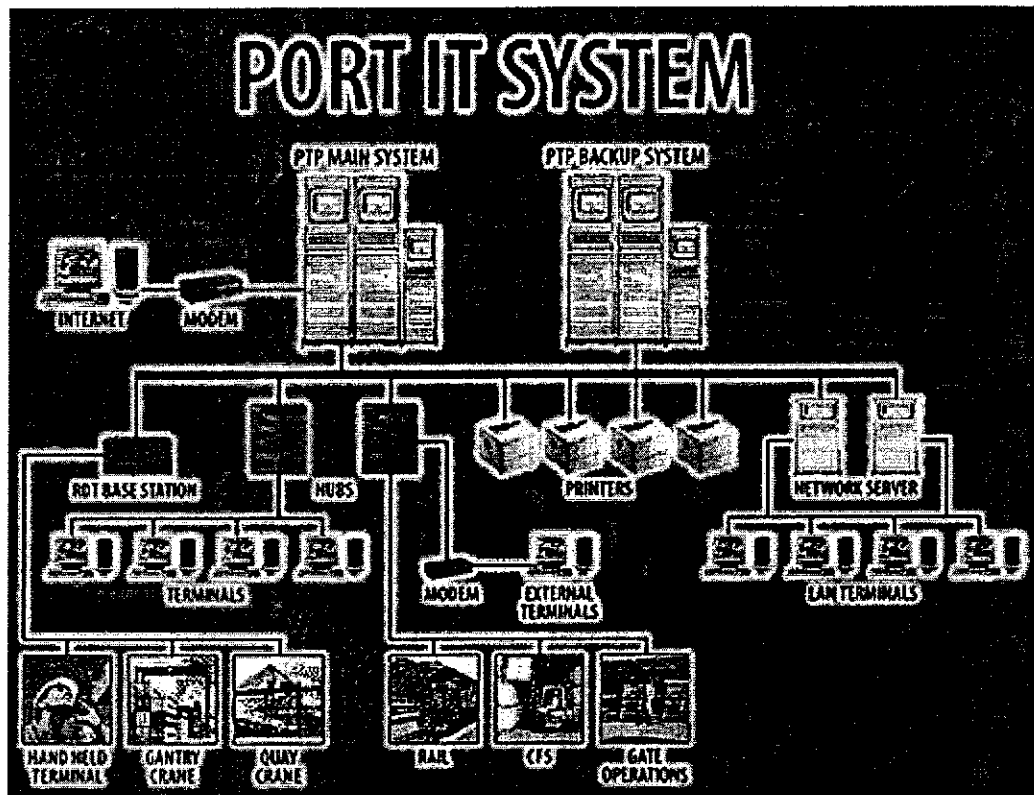 PORT IT SYSTEM
PTP MAIN SYSTEM
PTP BACKUP SYSTEM
INTERNET
MODEM
RDT BASE STATION
HUBS
PRINTERS
NETWORK SERVER
TERMINALS
MODEM
EXTERNAL
TERMINALS
LAN TERMINALS
HAND HELD
TERMINAL
GANTRY
CRANE
QUAY
CRANE
RAIL
CFS
GATE
OPERATIONS